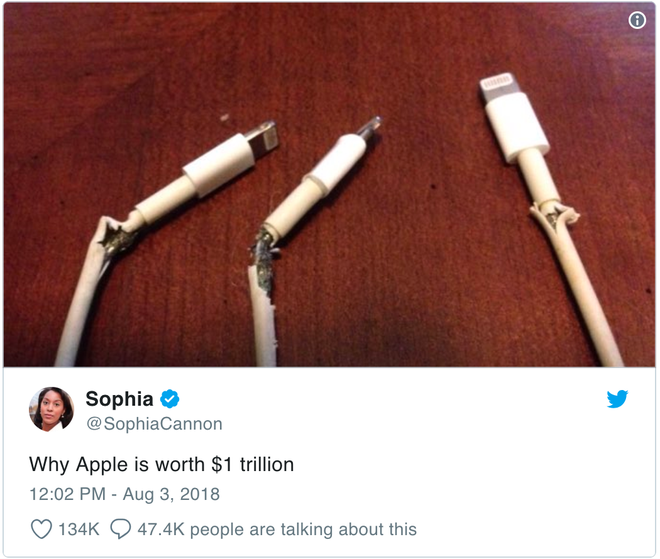 Sophia
@SophiaCannon
Why Apple is worth $1 trillion
12:02 PM - Aug 3, 2018
134K 47.4K people are talking about this